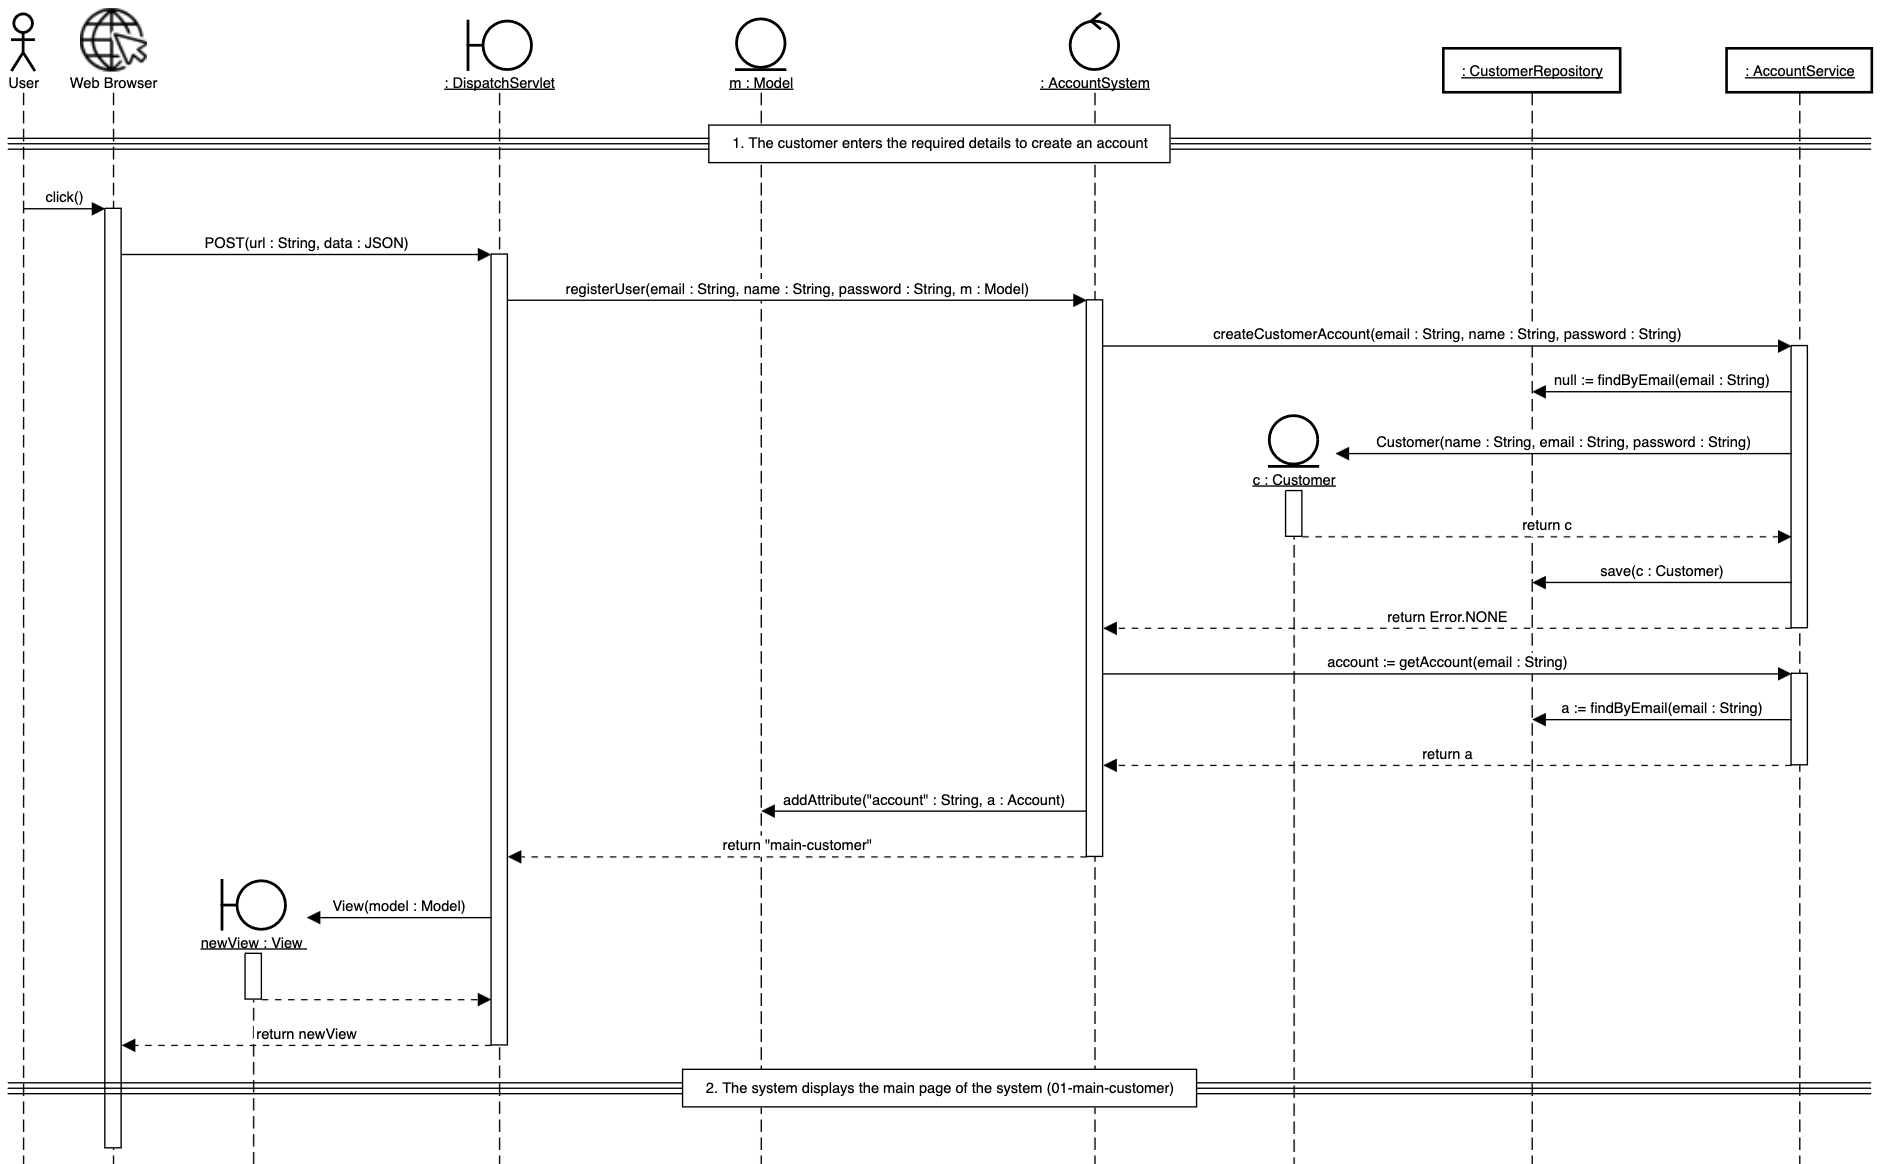 User
Web Browser
: DispatchServlet
m : Model
: AccountSystem
: CustomerRepository
: AccountService
1. The customer enters the required details to create an account
click()
POST(url : String, data : JSON)
registerUser(email : String, name : String, password : String, m : Model)
createCustomerAccount(email : String, name : String, password : String)
null := findByEmail(email : String)
Customer(name : String, email : String, password : String)
c : Customer
return c
save(c : Customer)
return Error.NONE
account := getAccount(email : String)
a := findByEmail(email : String)
return a
addAttribute("account" : String, a : Account)
return "main-customer"
View(model : Model)
newView : View
return newView
2. The system displays the main page of the system (01-main-customer)